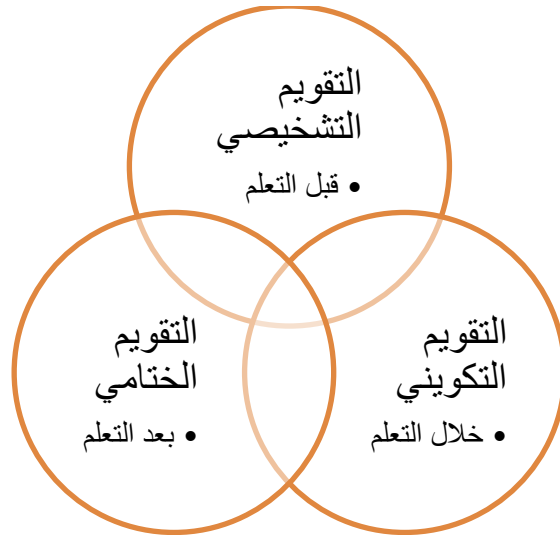 التقويم
التشخيصي
• قبل التعلم
التقويم
التكويني
• خلال التعلم
التقويم
الختامي
• بعد التعلم